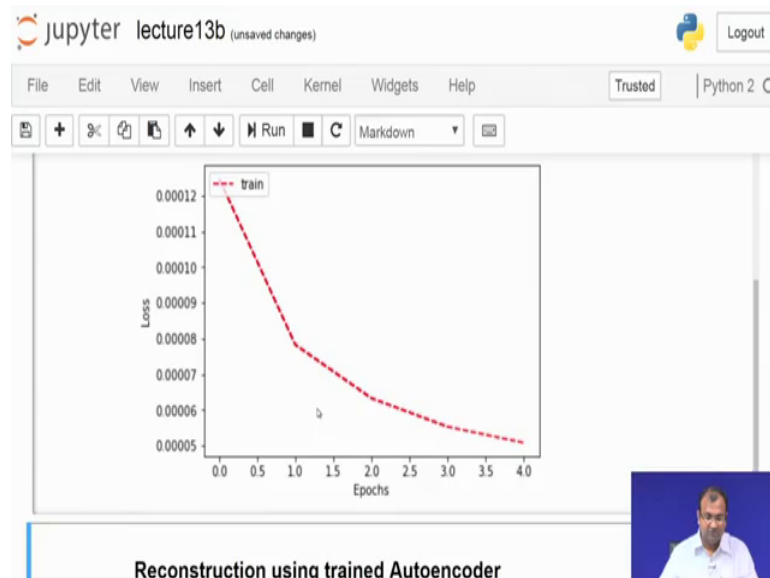 jupyter lecture13b (unsaved changes)
Logout
File Edit View Insert Cell Kernel Widgets Help
Trusted Python 2
Run Markdown
train
0.00012
0.00011
0.00010
0.00009
0.00008
0.00007
0.00006
0.00005
Loss
0.0 0.5 1.0 1.5 2.0 2.5 3.0 3.5 4.0
Epochs
Reconstruction using trained Autoencoder